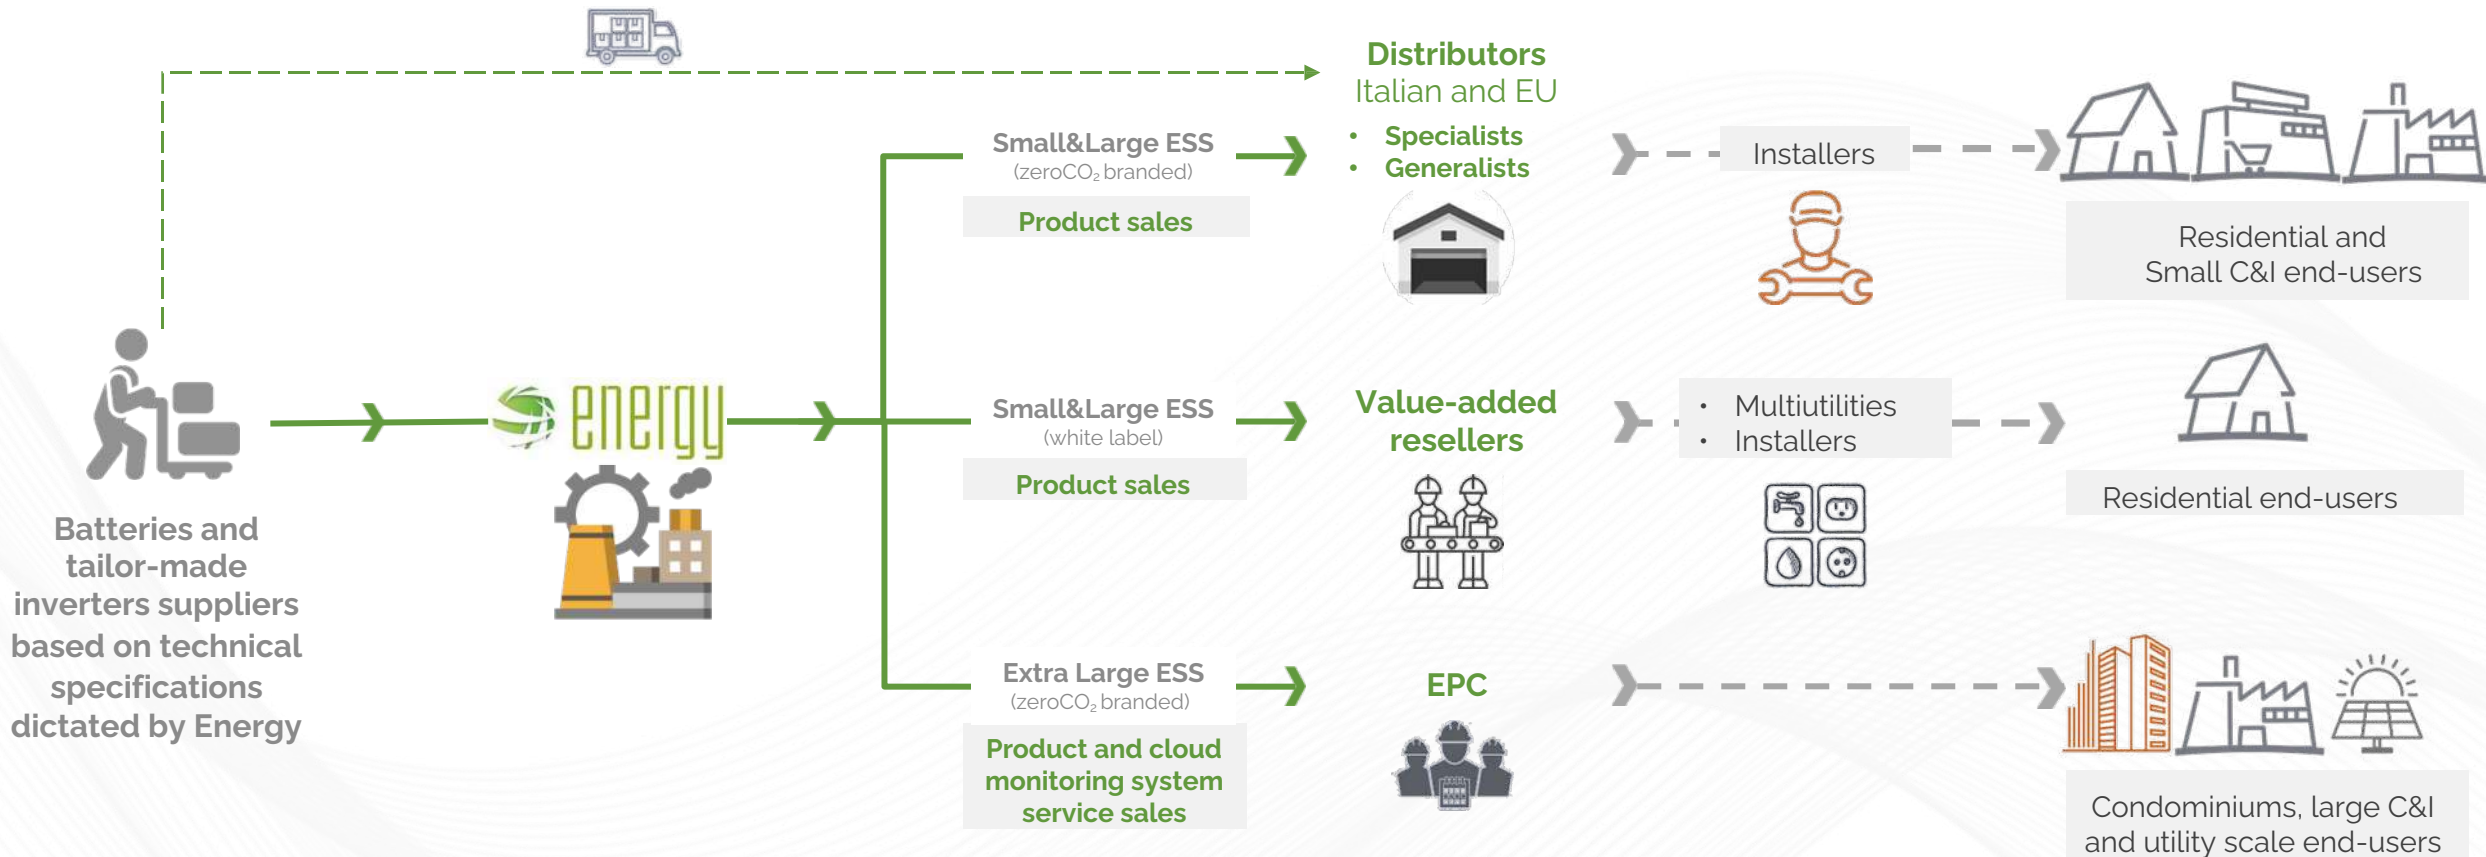 Distributors
Italian and EU
• Specialists
• Generalists
Small&Large ESS
(zeroCO₂ branded)
Product sales
Installers
Residential and
Small C&I end-users
Batteries and
tailor-made
inverters suppliers
based on technical
specifications
dictated by Energy
energy
Small&Large ESS
(white label)
Product sales
Value-added
resellers
• Multiutilities
• Installers
Residential end-users
Extra Large ESS
(zeroCO₂ branded)
Product and cloud
monitoring system
service sales
EPC
Condominiums, large C&I
and utility scale end-users